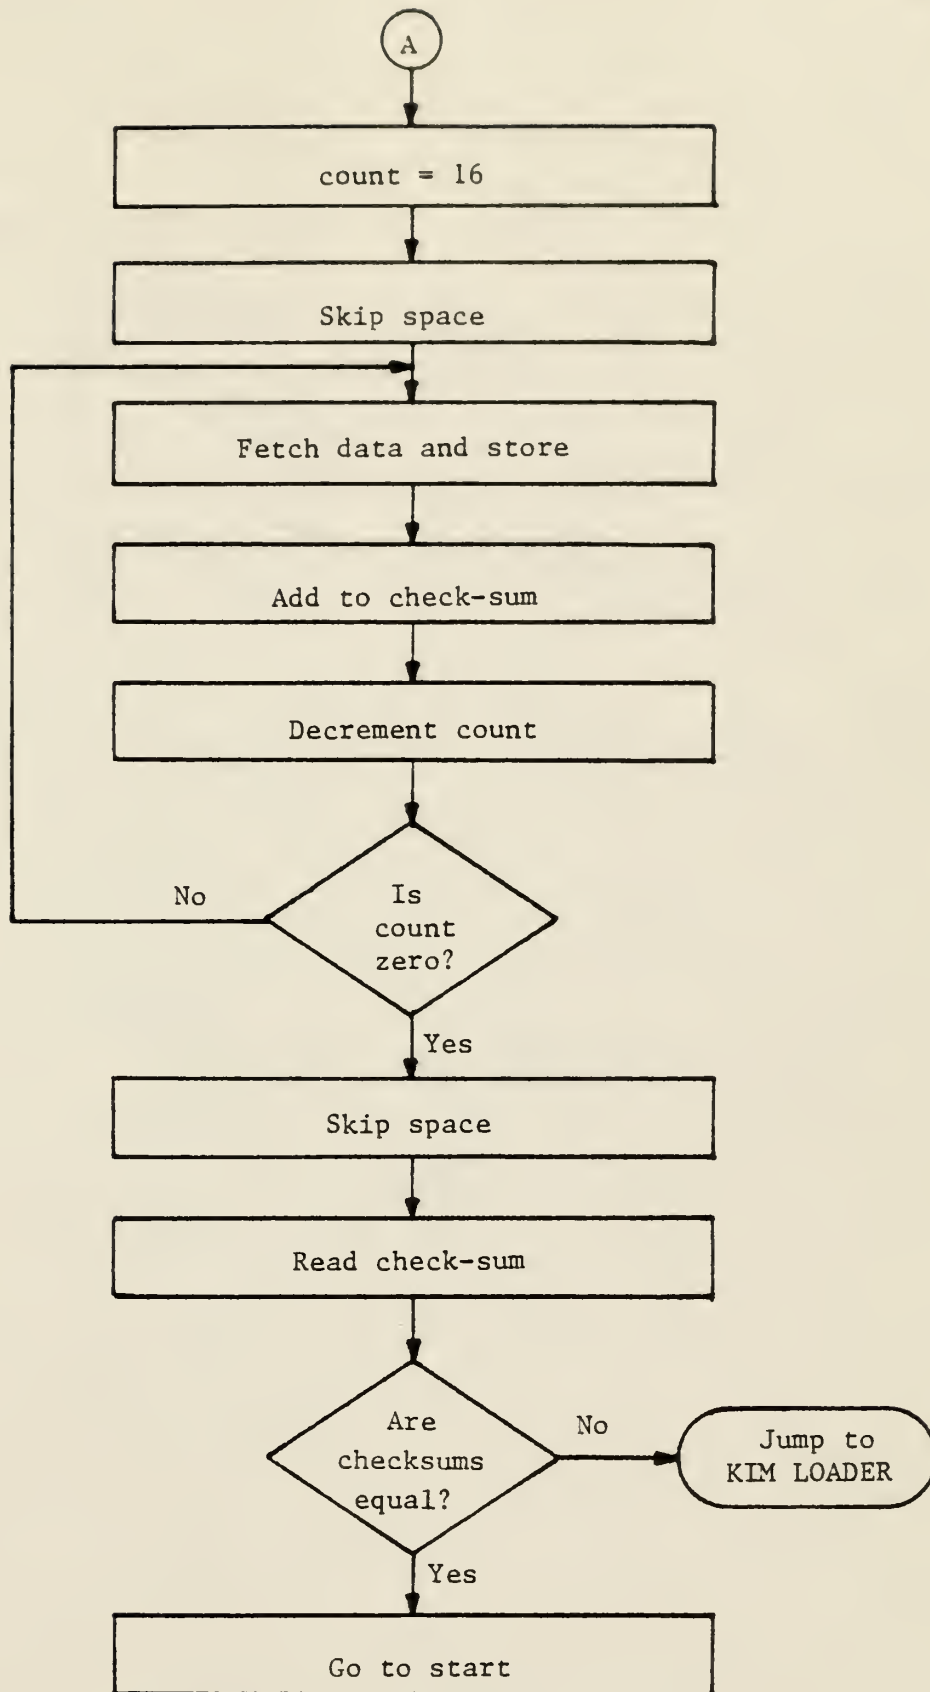 A
count = 16
Skip space
Fetch data and store
Add to check-sum
Decrement count
No
Is
count
zero?
Yes
Skip space
Read check-sum
Are
checksums
equal?
No
Jump to
KIM LOADER
Yes
Go to start